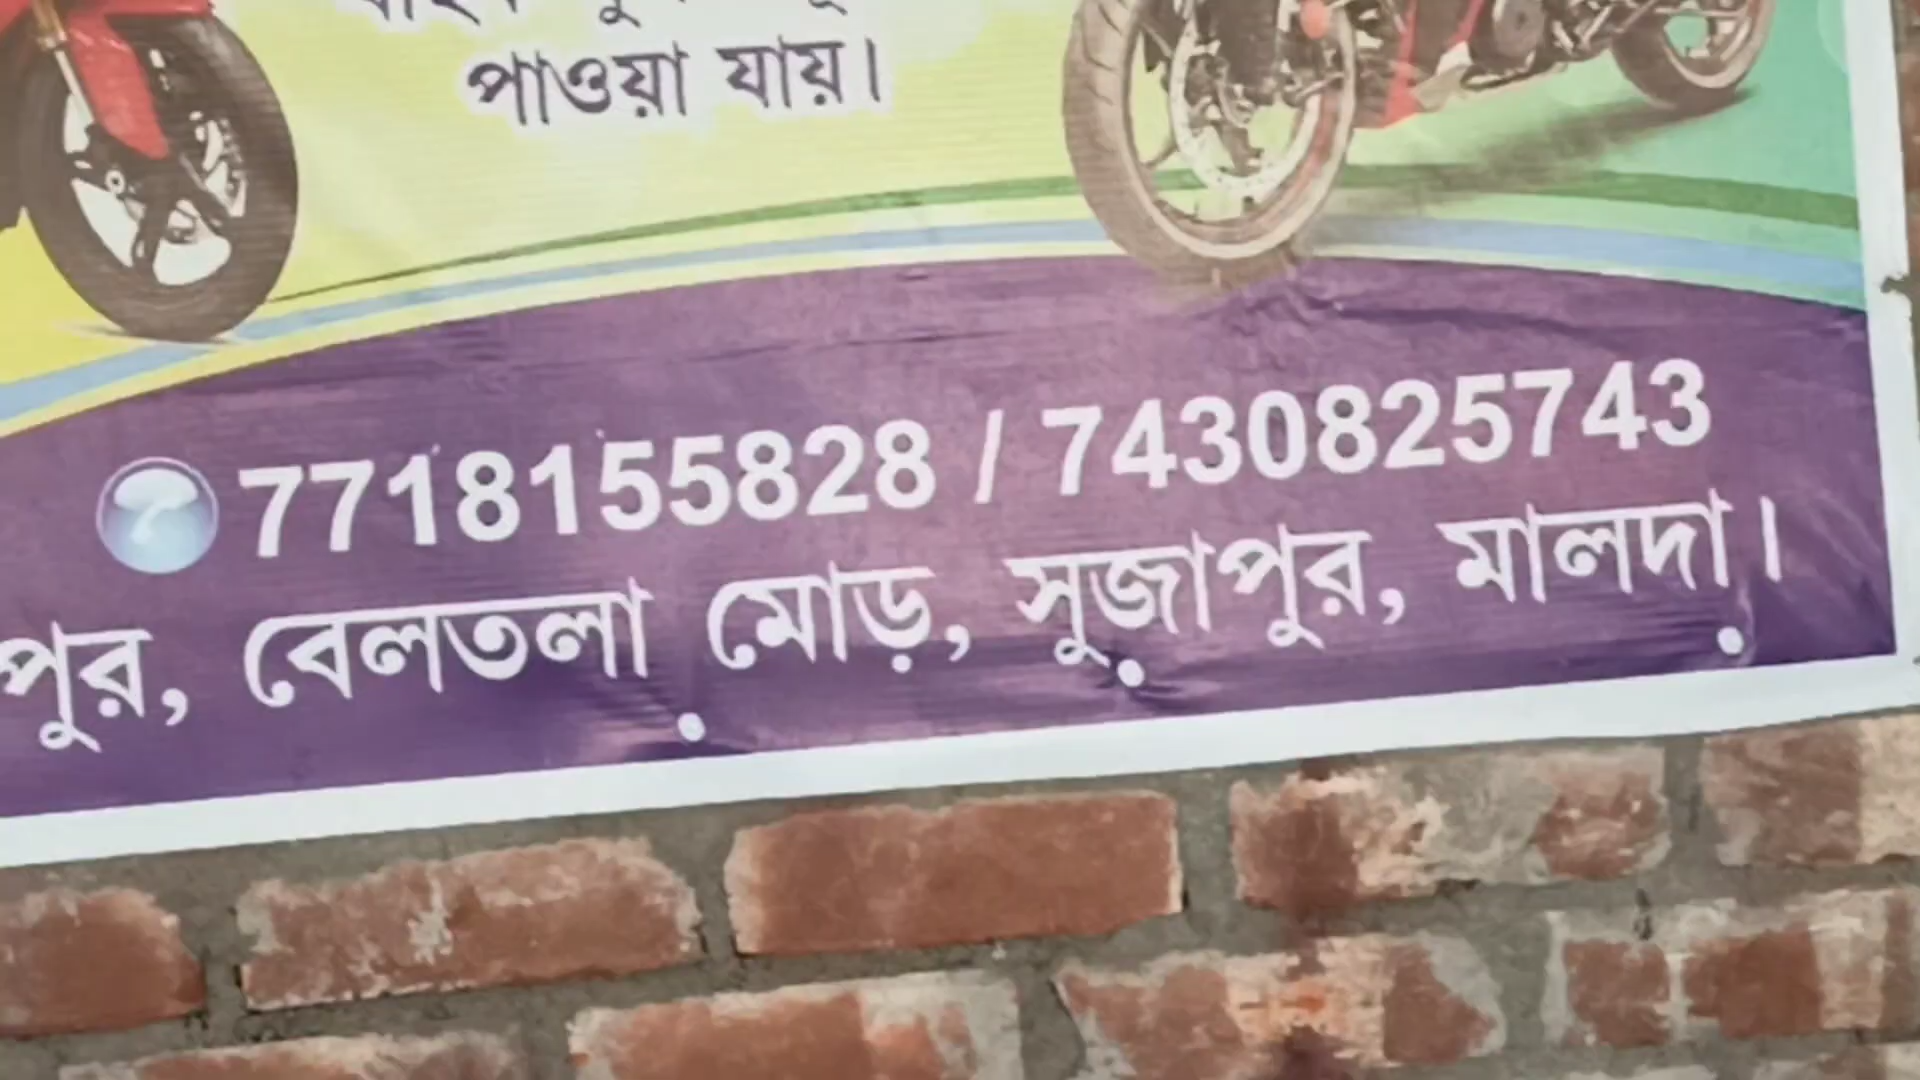 পাওয়া যায়।
7718155828 / 7430825743
পুর, বেলতলা মোড়, সুজাপুর, মালদা।